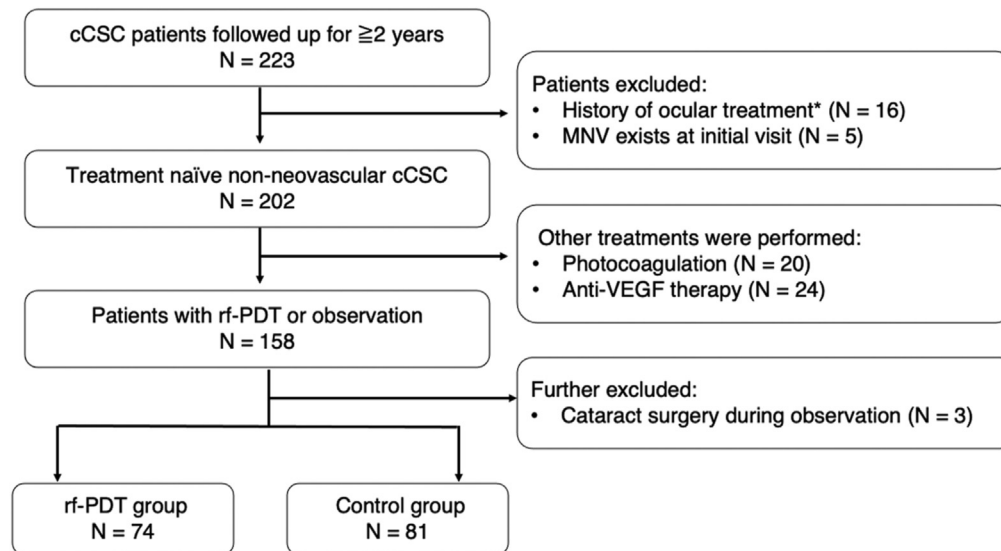 cCSC patients followed up for ≧2 years
N = 223
Patients excluded:
• History of ocular treatment* (N = 16)
• MNV exists at initial visit (N = 5)
Treatment naïve non-neovascular cCSC
N = 202
Other treatments were performed:
• Photocoagulation (N = 20)
• Anti-VEGF therapy (N = 24)
Patients with rf-PDT or observation
N = 158
Further excluded:
• Cataract surgery during observation (N = 3)
rf-PDT group
N = 74
Control group
N = 81